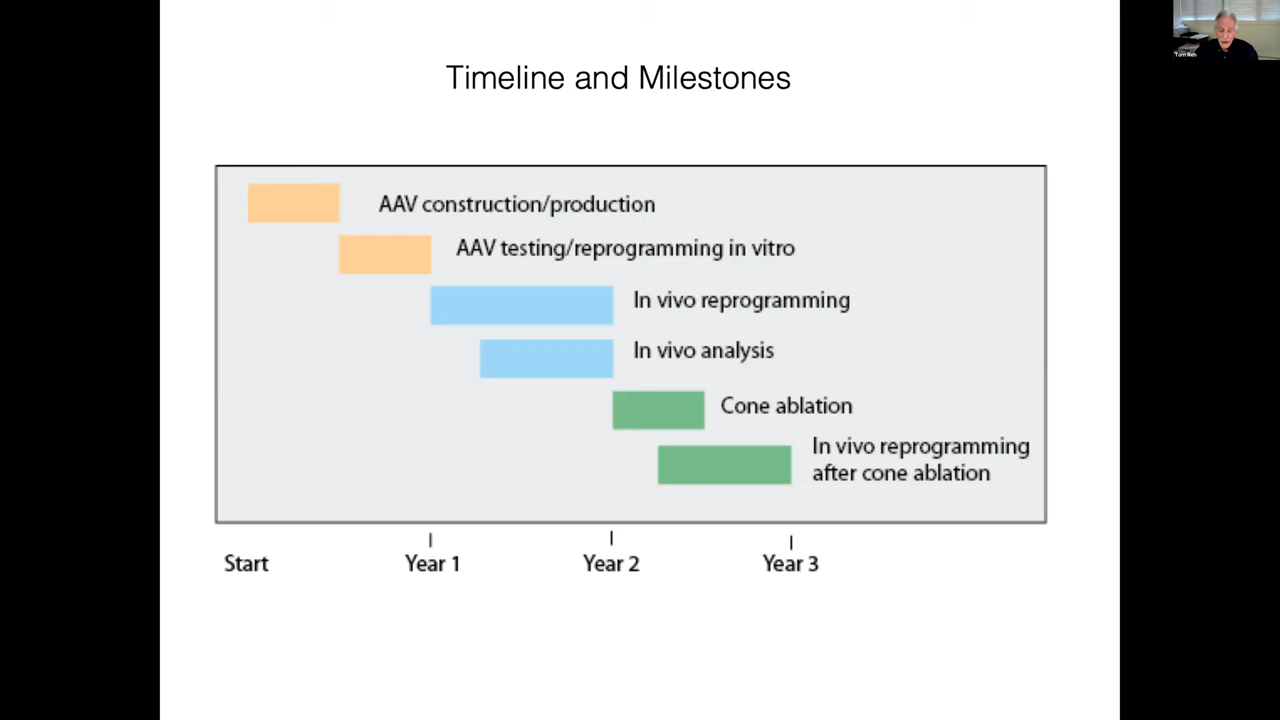 Timeline and Milestones
AAV construction/production
AAV testing/reprogramming in vitro
In vivo reprogramming
In vivo analysis
Cone ablation
In vivo reprogramming
after cone ablation
Start
Year 1
Year 2
Year 3